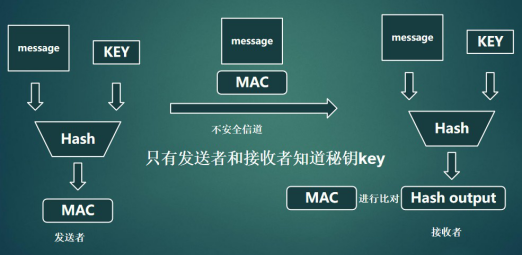 message
KEY
Hash
MAC
发送者
message
MAC
不安全信道
只有发送者和接收者知道秘钥key
message
KEY
Hash
MAC
进行比对
Hash output
接收者